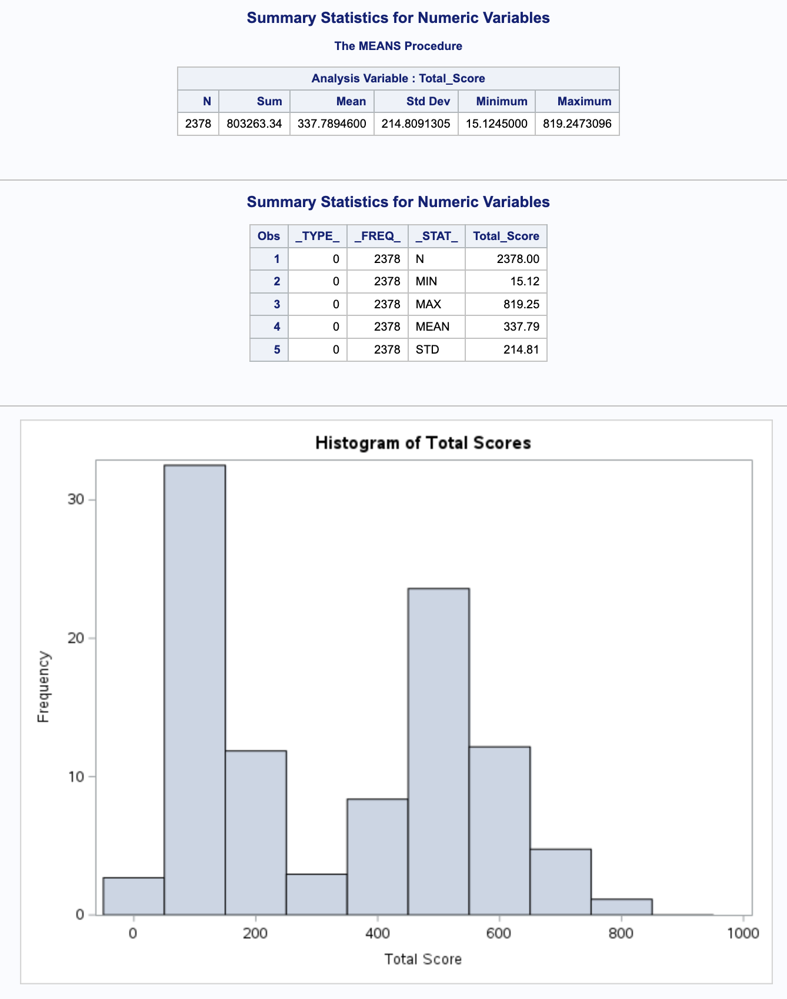 Summary Statistics for Numeric Variables
The MEANS Procedure
Analysis Variable : Total_Score
N Sum Mean Std Dev Minimum Maximum
2378 803263.34 337.7894600 214.8091305 15.1245000 819.2473096
Summary Statistics for Numeric Variables
Obs _TYPE_ _FREQ_ _STAT_ Total_Score
1 0 2378 N 2378.00
2 0 2378 MIN 15.12
3 0 2378 MAX 819.25
4 0 2378 MEAN 337.79
5 0 2378 STD 214.81
Histogram of Total Scores
30
20
10
0
Frequency
0 200 400 600 800 1000
Total Score